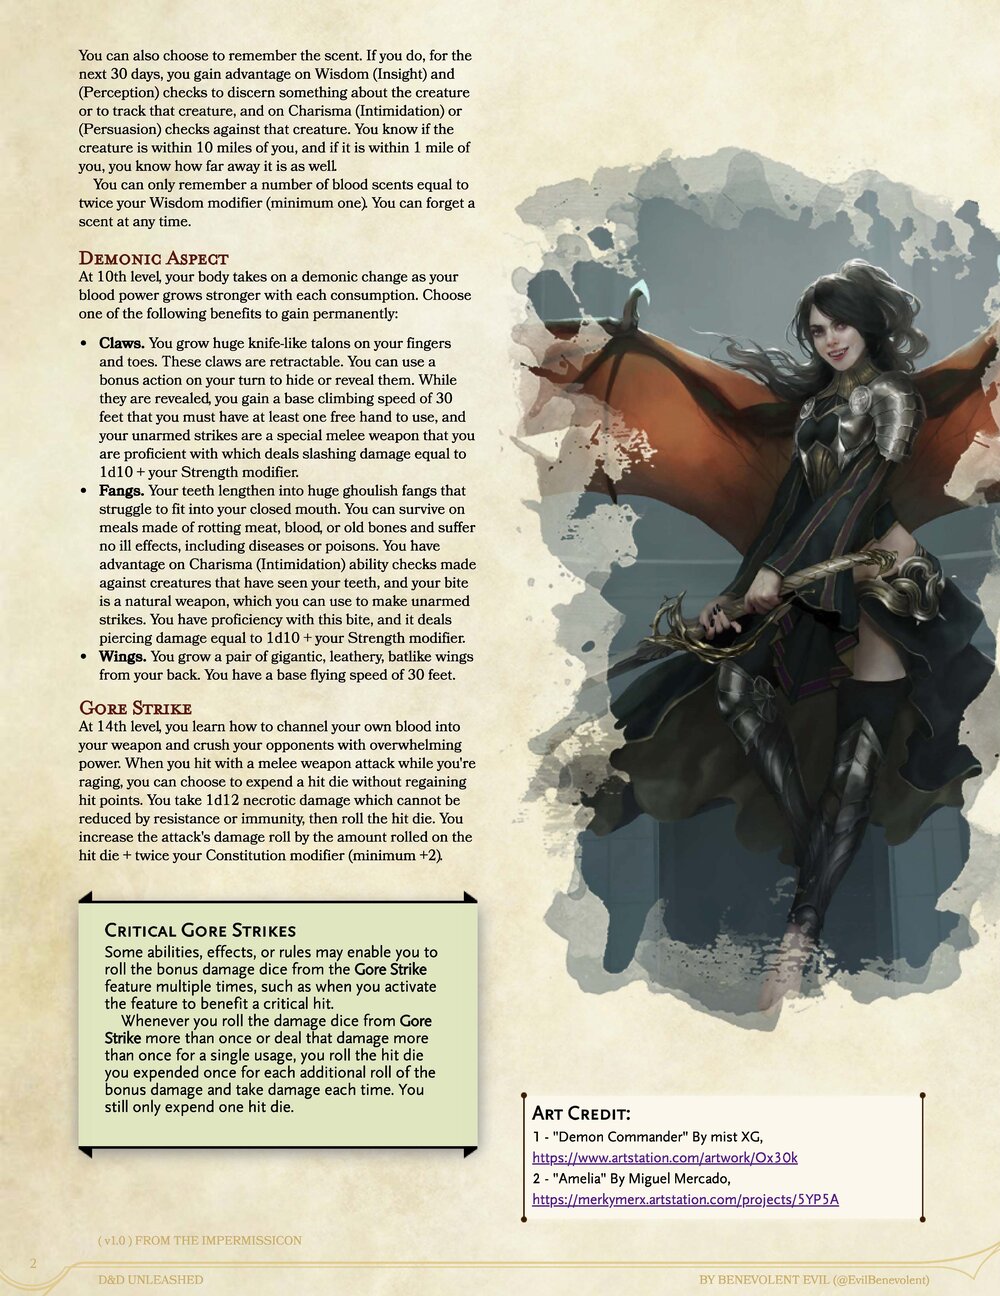 You can also choose to remember the scent. If you do, for the
next 30 days, you gain advantage on Wisdom (Insight) and
(Perception) checks to discern something about the creature
or to track that creature, and on Charisma (Intimidation) or
(Persuasion) checks against that creature. You know if the
creature is within 10 miles of you, and if it is within 1 mile of
you, you know how far away it is as well.
You can only remember a number of blood scents equal to
twice your Wisdom modifier (minimum one). You can forget a
scent at any time.
Demonic Aspect
At 10th level, your body takes on a demonic change as your
blood power grows stronger with each consumption. Choose
one of the following benefits to gain permanently:
• Claws. You grow huge knife-like talons on your fingers
and toes. These claws are retractable. You can use a
bonus action on your turn to hide or reveal them. While
they are revealed, you gain a base climbing speed of 30
feet that you must have at least one free hand to use, and
your unarmed strikes are a special melee weapon that you
are proficient with which deals slashing damage equal to
1d10 + your Strength modifier.
• Fangs. Your teeth lengthen into huge ghoulish fangs that
struggle to fit into your closed mouth. You can survive on
meals made of rotting meat, blood, or old bones and suffer
no ill effects, including diseases or poisons. You have
advantage on Charisma (Intimidation) ability checks made
against creatures that have seen your teeth, and your bite
is a natural weapon, which you can use to make unarmed
strikes. You have proficiency with this bite, and it deals
piercing damage equal to 1d10 + your Strength modifier.
• Wings. You grow a pair of gigantic, leathery, batlike wings
from your back. You have a base flying speed of 30 feet.
Gore Strike
At 14th level, you learn how to channel your own blood into
your weapon and crush your opponents with overwhelming
power. When you hit with a melee weapon attack while you're
raging, you can choose to expend a hit die without regaining
hit points. You take 1d12 necrotic damage which cannot be
reduced by resistance or immunity, then roll the hit die. You
increase the attack's damage roll by the amount rolled on the
hit die + twice your Constitution modifier (minimum +2).
Critical Gore Strikes
Some abilities, effects, or rules may enable you to
roll the bonus damage dice from the Gore Strike
feature multiple times, such as when you activate
the feature to benefit a critical hit.
Whenever you roll the damage dice from Gore
Strike more than once or deal that damage more
than once for a single usage, you roll the hit die
you expended once for each additional roll of the
bonus damage and take damage each time. You
still only expend one hit die.
Art Credit:
1 - "Demon Commander" By mist XG,
https://www.artstation.com/artwork/Ox30k
2 - "Amelia" By Miguel Mercado,
https://merkymerx.artstation.com/projects/5YP5A
( v1.0 ) FROM THE IMPERMISSICON
2
D&D UNLEASHED
BY BENEVOLENT EVIL (@EvilBenevolent)